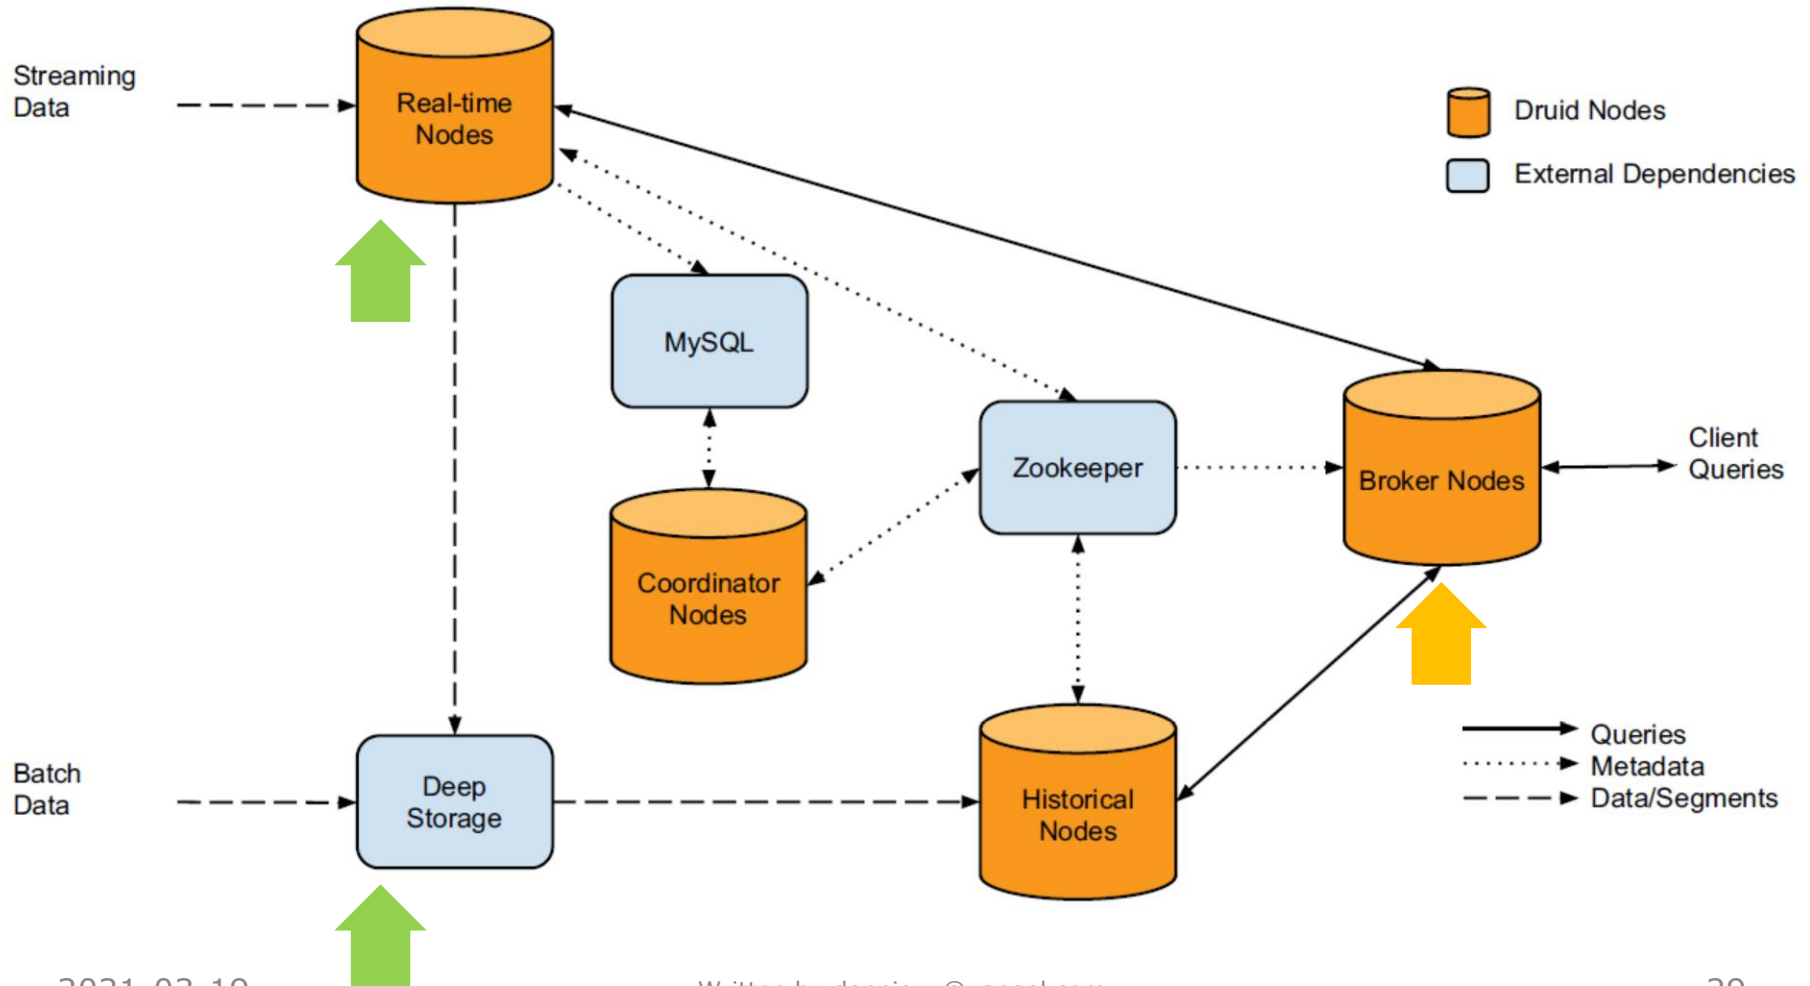 Streaming
Data
Real-time
Nodes
Druid Nodes
External Dependencies
MySQL
Zookeeper
Broker Nodes
Client
Queries
Coordinator
Nodes
Batch
Data
Deep
Storage
Historical
Nodes
Queries
Metadata
Data/Segments